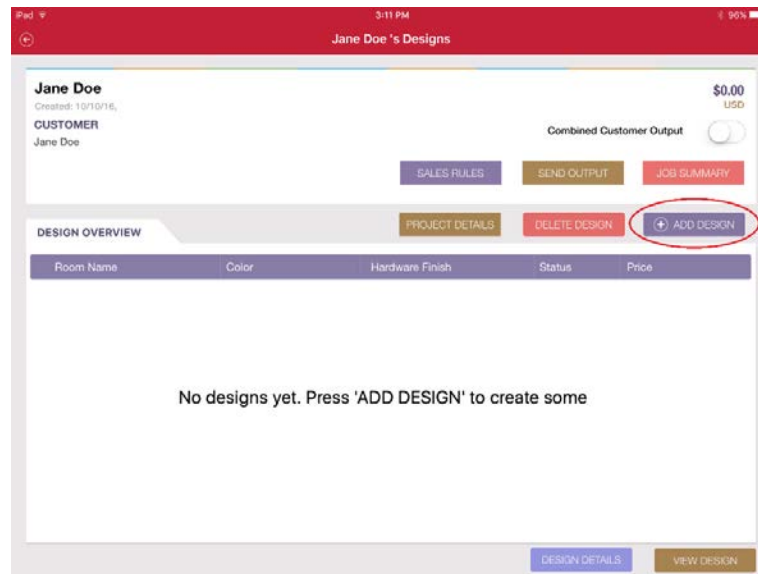 iPad 3:11 PM 96%
Jane Doe 's Designs
Jane Doe
$0.00
Created: 10/10/16,
USD
CUSTOMER
Combined Customer Output
Jane Doe
SALES RULES SEND OUTPUT JOB SUMMARY
DESIGN OVERVIEW PROJECT DETAILS DELETE DESIGN ADD DESIGN
Room Name Color Hardware Finish Status Price
No designs yet. Press 'ADD DESIGN' to create some
DESIGN DETAILS VIEW DESIGN